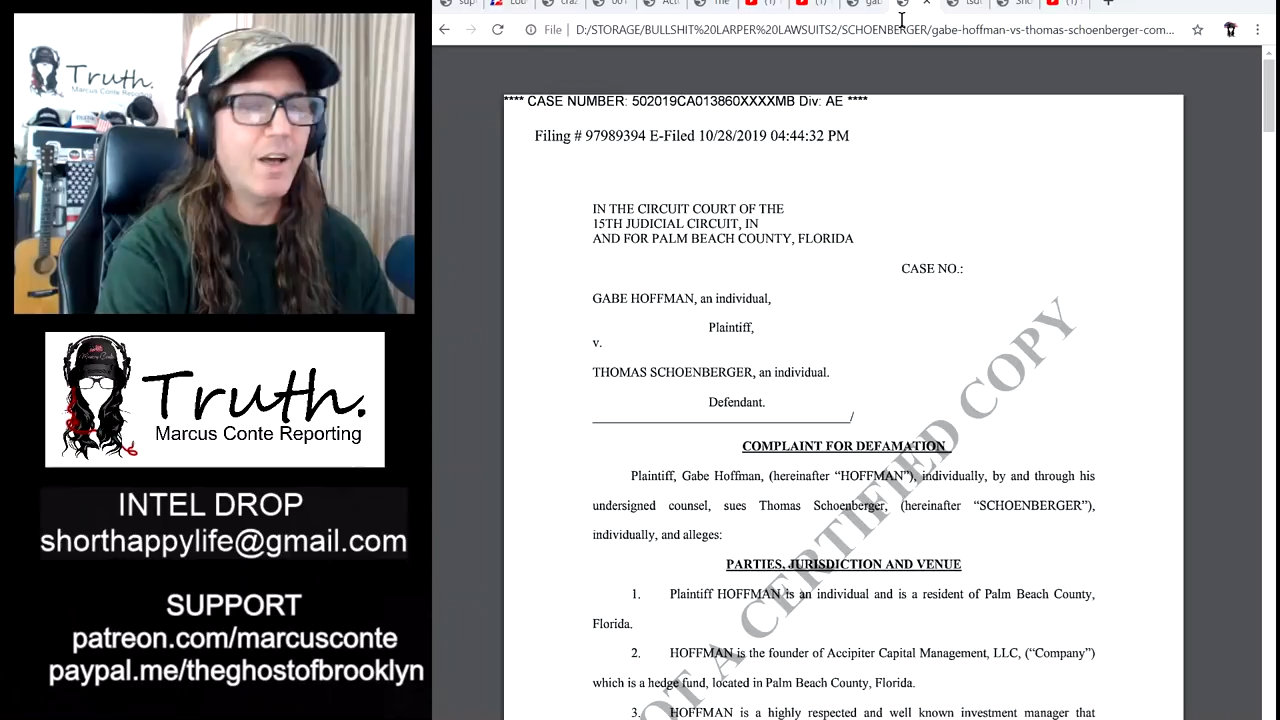 File
D:/STORAGE/BULLSHIT%20LARPER%20LAWSUITS2/SCHOENBERGER/gabe-hoffman-vs-thomas-schoenberger-com...
Truth.
Marcus Conte Reporting
**** CASE NUMBER: 502019CA013860XXXXMB Div: AE ****
Filing # 97989394 E-Filed 10/28/2019 04:44:32 PM
IN THE CIRCUIT COURT OF THE
15TH JUDICIAL CIRCUIT, IN
AND FOR PALM BEACH COUNTY, FLORIDA
CASE NO.:
GABE HOFFMAN, an individual,
Plaintiff,
v.
THOMAS SCHOENBERGER, an individual.
Defendant.
/
COMPLAINT FOR DEFAMATION
Plaintiff, Gabe Hoffman, (hereinafter “HOFFMAN”), individually, by and through his
undersigned counsel, sues Thomas Schoenberger, (hereinafter “SCHOENBERGER”),
individually, and alleges:
PARTIES, JURISDICTION AND VENUE
1. Plaintiff HOFFMAN is an individual and is a resident of Palm Beach County,
Florida.
2. HOFFMAN is the founder of Accipiter Capital Management, LLC, (“Company”)
which is a hedge fund, located in Palm Beach County, Florida.
3. HOFFMAN is a highly respected and well known investment manager that
NOT A CERTIFIED COPY
Truth.
Marcus Conte Reporting
INTEL DROP
shorthappylife@gmail.com
SUPPORT
patreon.com/marcusconte
paypal.me/theghostofbrooklyn